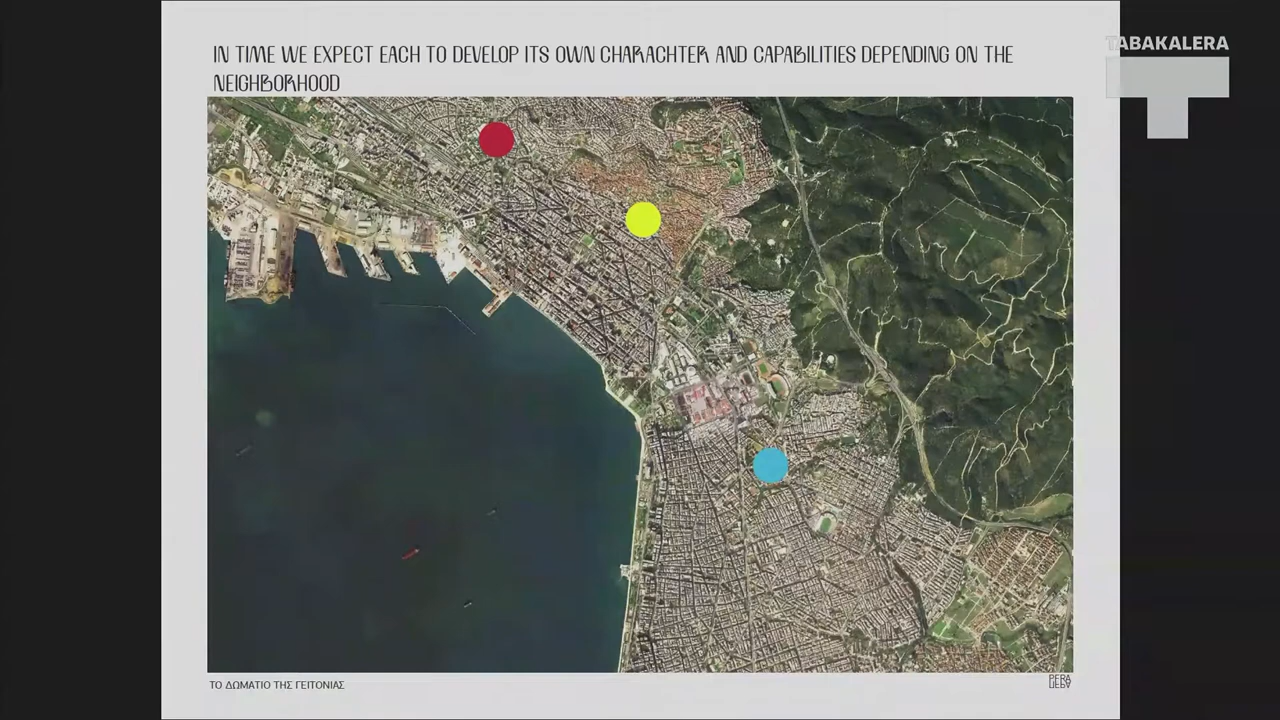 IN TIME WE EXPECT EACH TO DEVELOP ITS OWN CHARACHTER AND CAPABILITIES DEPENDING ON THE
NEIGHBORHOOD
TABAKALERA
ΤΟ ΔΩΜΑΤΙΟ ΤΗΣ ΓΕΙΤΟΝΙΑΣ
PERA